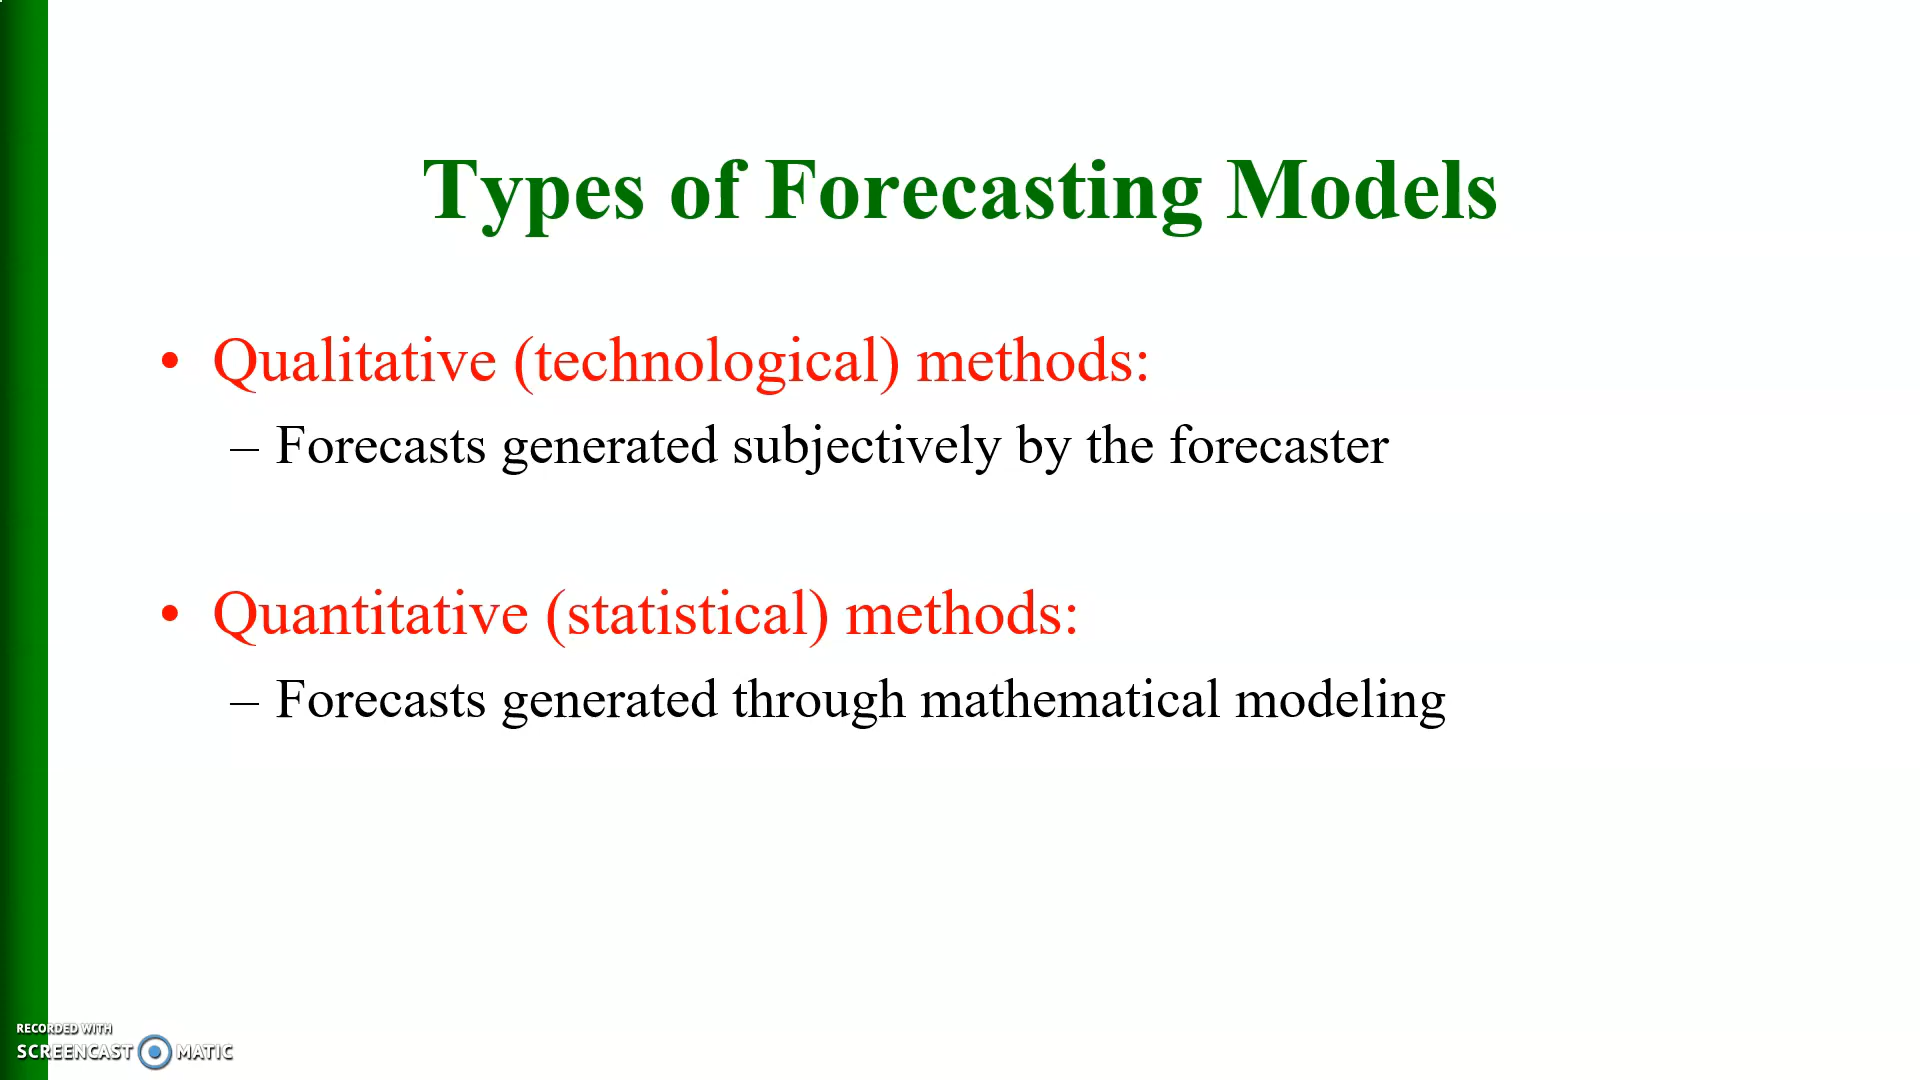 Types of Forecasting Models
• Qualitative (technological) methods:
– Forecasts generated subjectively by the forecaster
• Quantitative (statistical) methods:
– Forecasts generated through mathematical modeling
RECORDED WITH
SCREENCAST MATIC